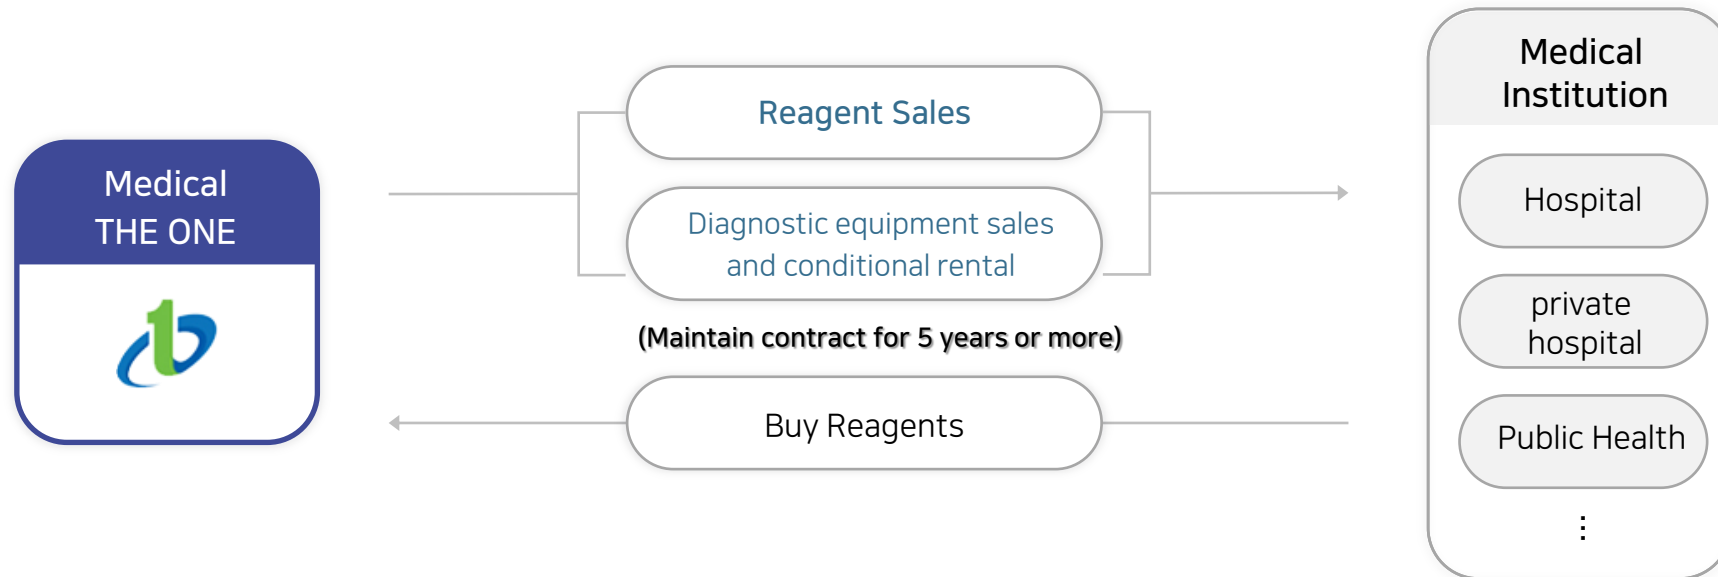 Medical
THE ONE
Reagent Sales
Diagnostic equipment sales
and conditional rental
(Maintain contract for 5 years or more)
Buy Reagents
Medical
Institution
Hospital
private
hospital
Public Health
⋮